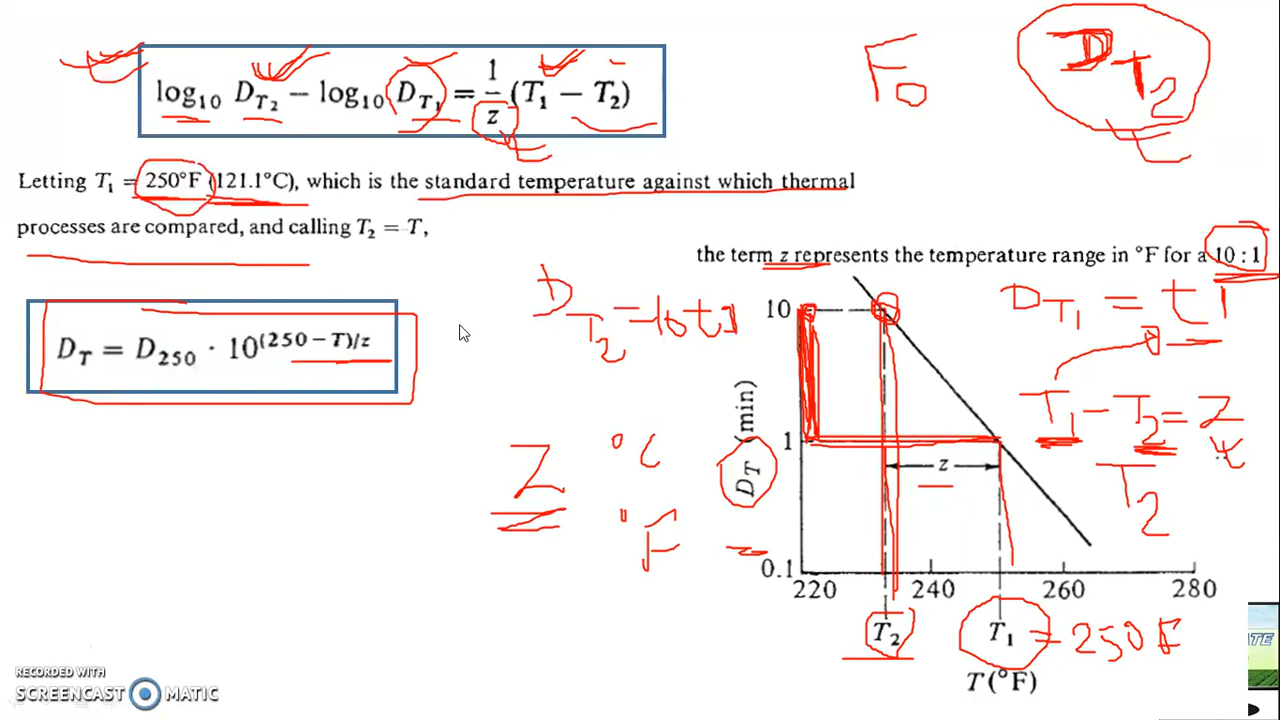 log₁₀ D_T₂ − log₁₀ D_T₁ = 1/z (T₁ − T₂)
F₀
D_T₂
Letting T₁ = 250°F (121.1°C), which is the standard temperature against which thermal
processes are compared, and calling T₂ = T,
the term z represents the temperature range in °F for a 10 : 1
D_T = D₂₅₀ · 10^(250 − T)/z
D_T₂ =
D_T₁ = t1
T₁ − T₂ = Z
T₂
Z
°C
°F =
10
1
0.1
D_T (min)
z
220 240 260 280
T₂ T₁ = 250 F
T (°F)
RECORDED WITH
SCREENCAST MATIC
ATE